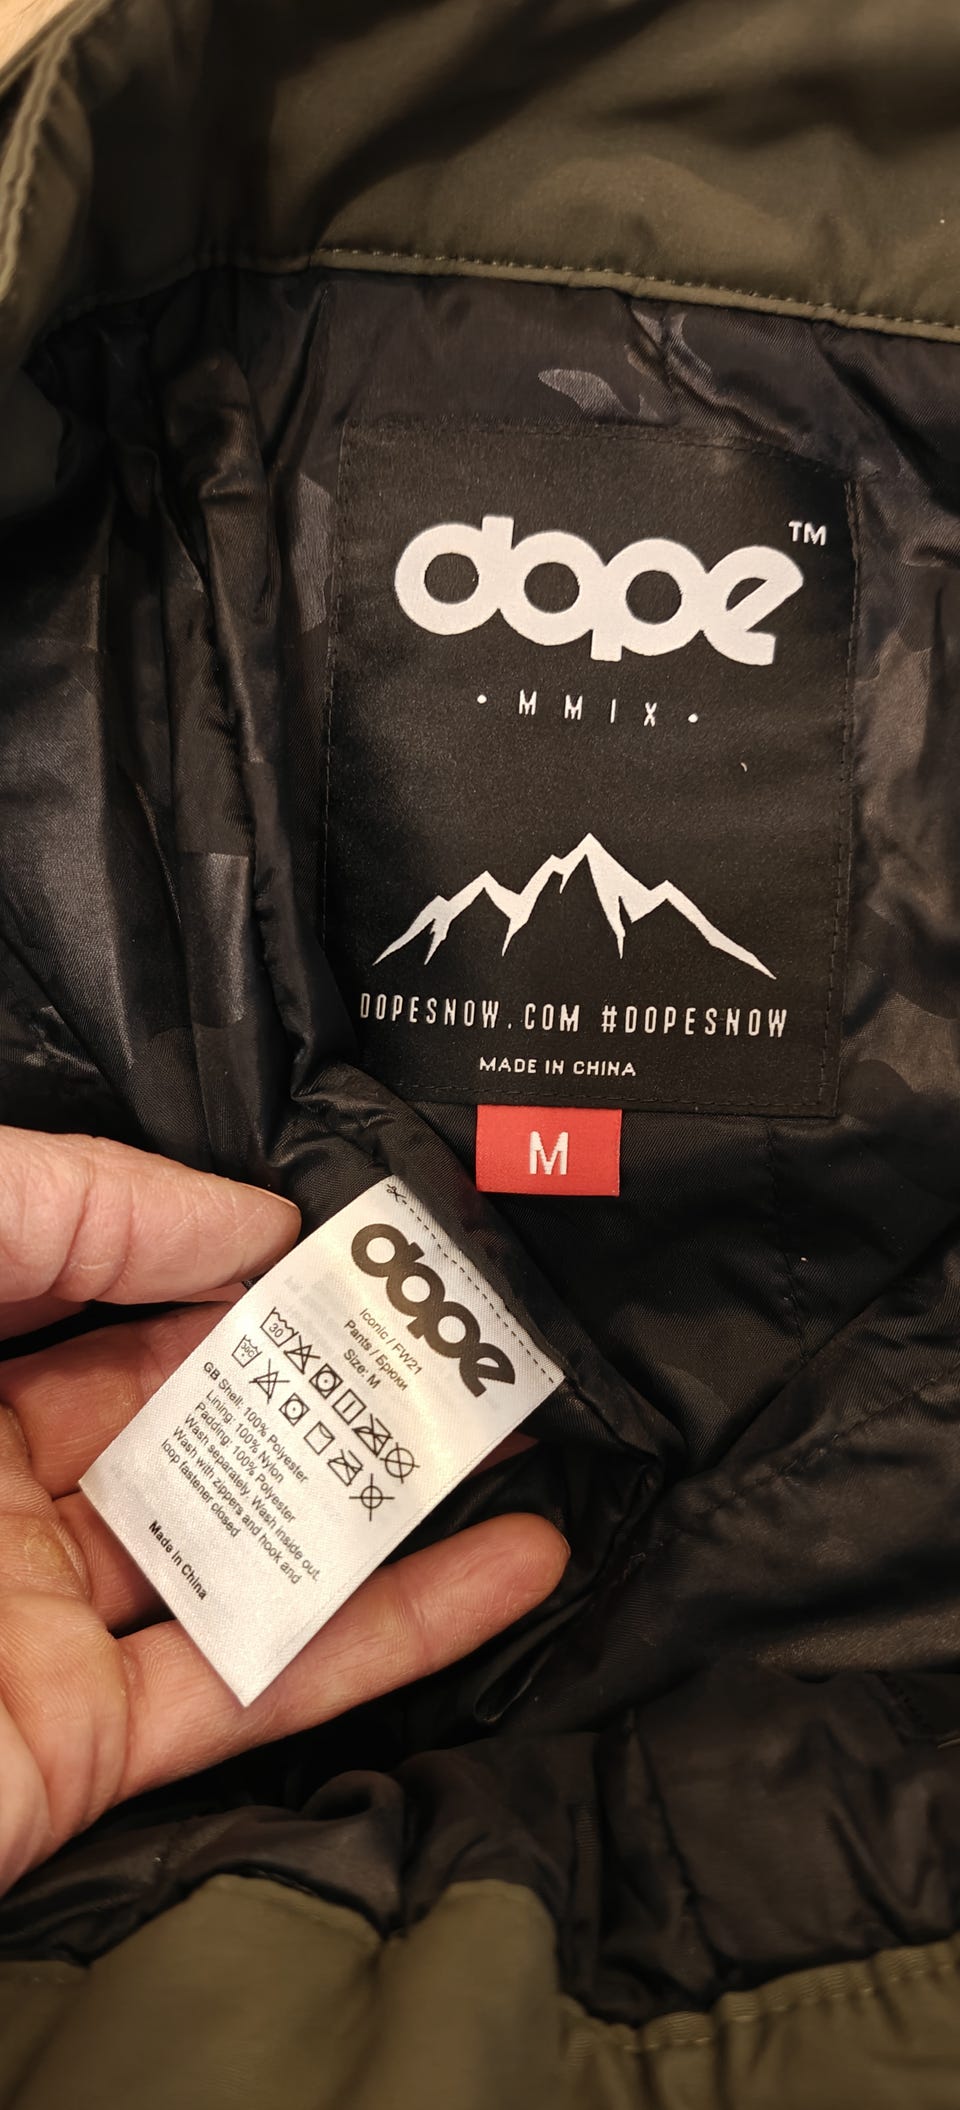 dope™
• MMIX •
DOPESNOW.COM #DOPESNOW
MADE IN CHINA
M
dope
Iconic / FW21
Pants / Брюки
Size: M
30
30C
GB Shell: 100% Polyester
Lining: 100% Nylon
Padding: 100% Polyester
Wash separately. Wash inside out.
Wash with zippers and hook and
loop fastener closed
Made in China